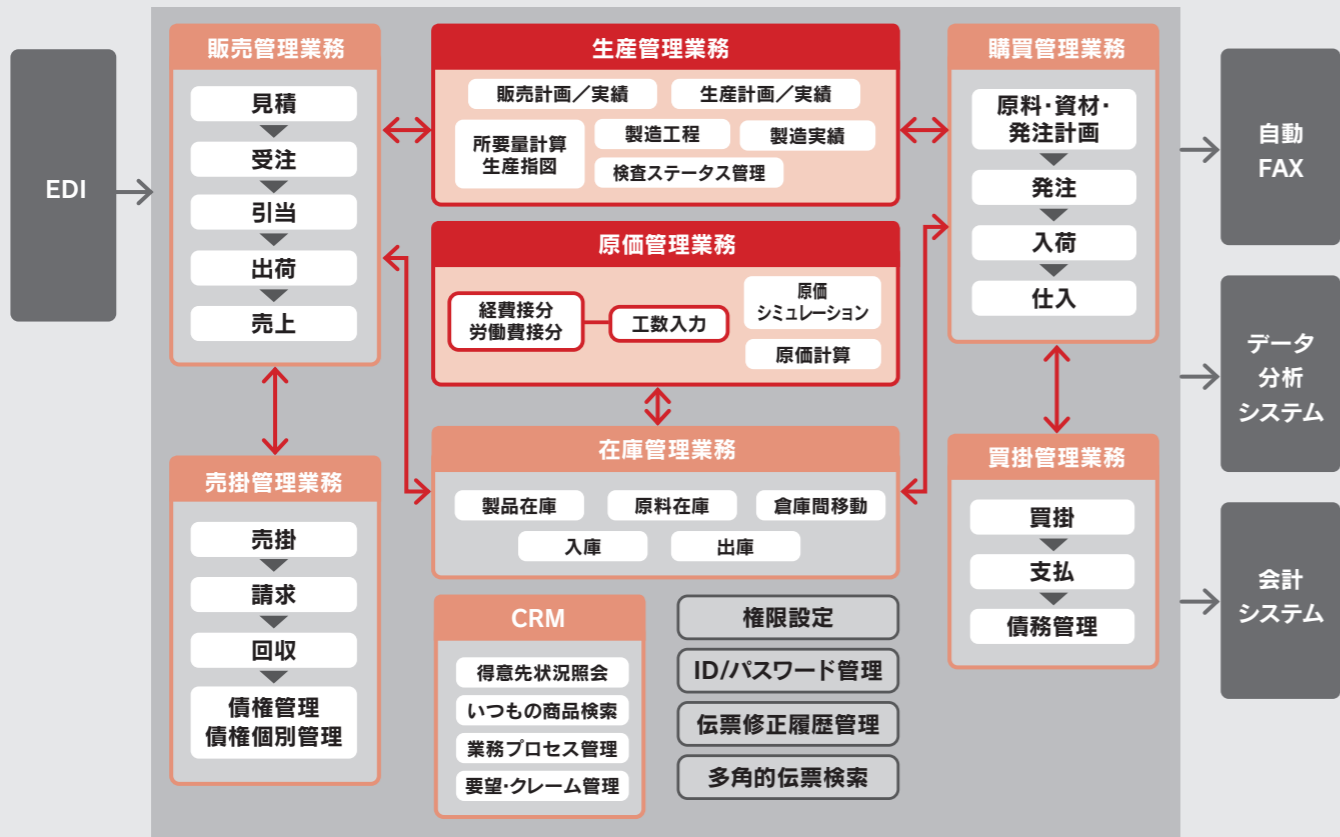 EDI
販売管理業務
見積
受注
引当
出荷
売上
売掛管理業務
売掛
請求
回収
債権管理
債権個別管理
生産管理業務
販売計画／実績
生産計画／実績
所要量計算
生産指図
製造工程
製造実績
検査ステータス管理
原価管理業務
経費接分
労働費接分
工数入力
原価
シミュレーション
原価計算
在庫管理業務
製品在庫
原料在庫
倉庫間移動
入庫
出庫
CRM
得意先状況照会
いつもの商品検索
業務プロセス管理
要望・クレーム管理
権限設定
ID/パスワード管理
伝票修正履歴管理
多角的伝票検索
購買管理業務
原料・資材・
発注計画
発注
入荷
仕入
買掛管理業務
買掛
支払
債務管理
自動
FAX
データ
分析
システム
会計
システム